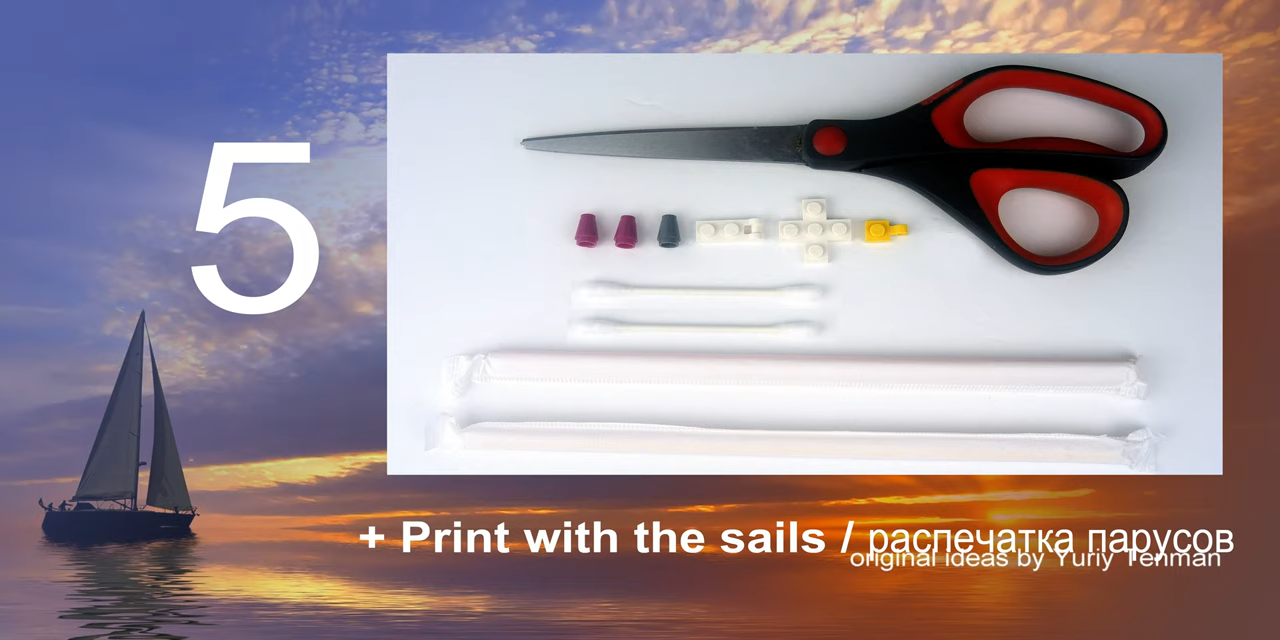 5
+ Print with the sails / распечатка парусов
original ideas by Yuriy Tenman